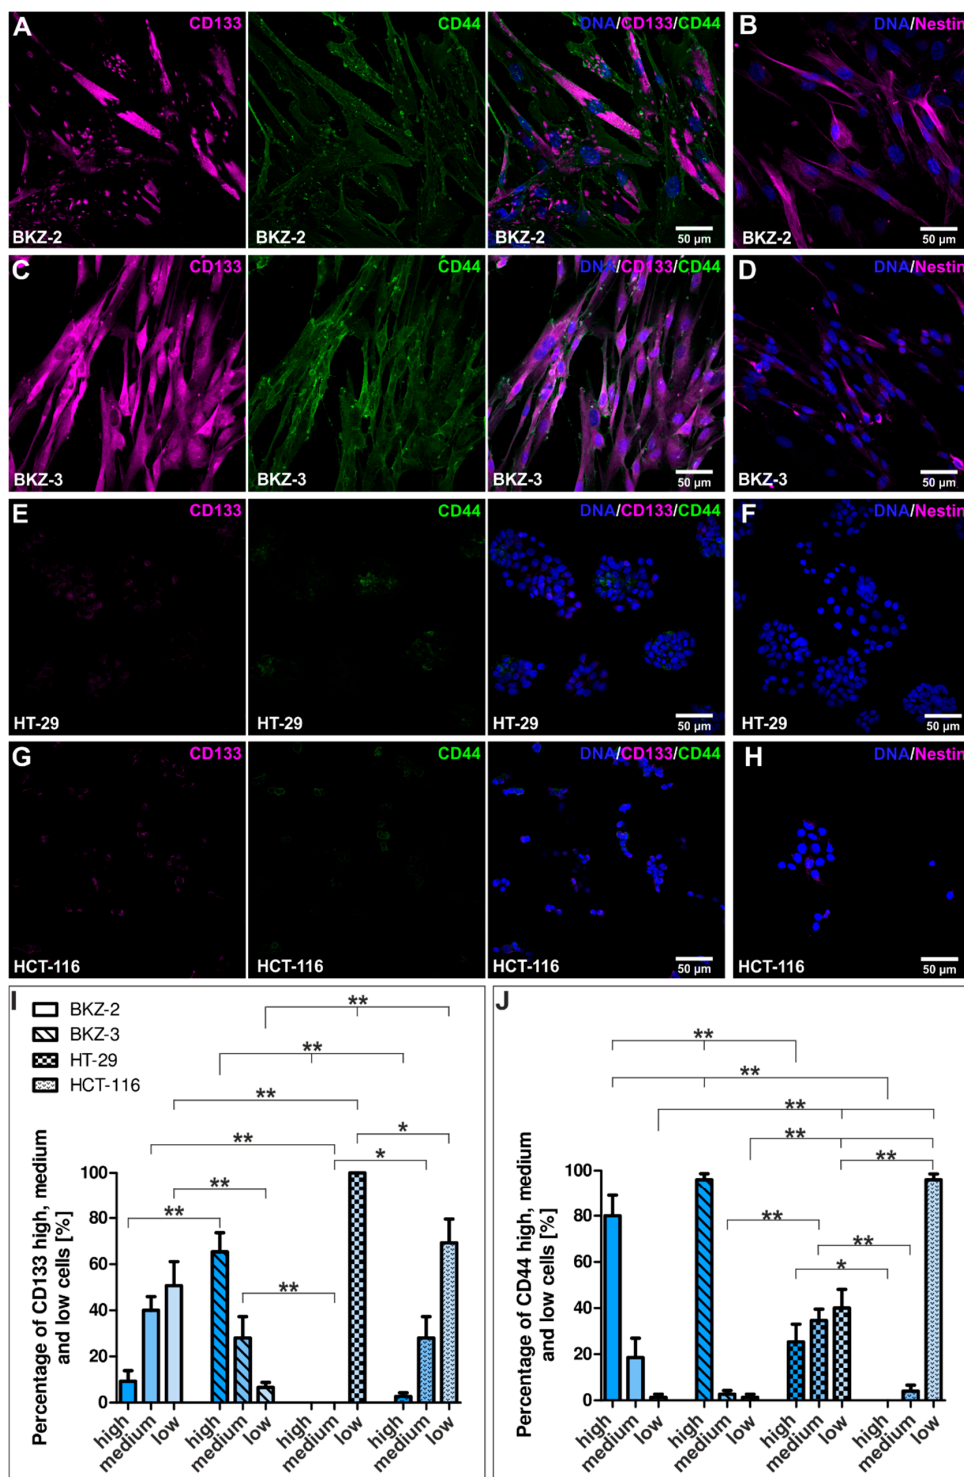 A CD133 CD44 DNA/CD133/CD44 B DNA/Nestin
BKZ-2 BKZ-2 BKZ-2 50 µm BKZ-2 50 µm
C CD133 CD44 DNA/CD133/CD44 D DNA/Nestin
BKZ-3 BKZ-3 BKZ-3 50 µm BKZ-3 50 µm
E CD133 CD44 DNA/CD133/CD44 F DNA/Nestin
HT-29 HT-29 HT-29 50 µm HT-29 50 µm
G CD133 CD44 DNA/CD133/CD44 H DNA/Nestin
HCT-116 HCT-116 HCT-116 50 µm HCT-116 50 µm
I
BKZ-2
BKZ-3
HT-29
HCT-116
**
**
**
**
*
*
**
**
**
Percentage of CD133 high, medium
and low cells [%]
100
80
60
40
20
0
high medium low high medium low high medium low high medium low
J
**
**
**
**
**
**
**
*
Percentage of CD44 high, medium
and low cells [%]
100
80
60
40
20
0
high medium low high medium low high medium low high medium low